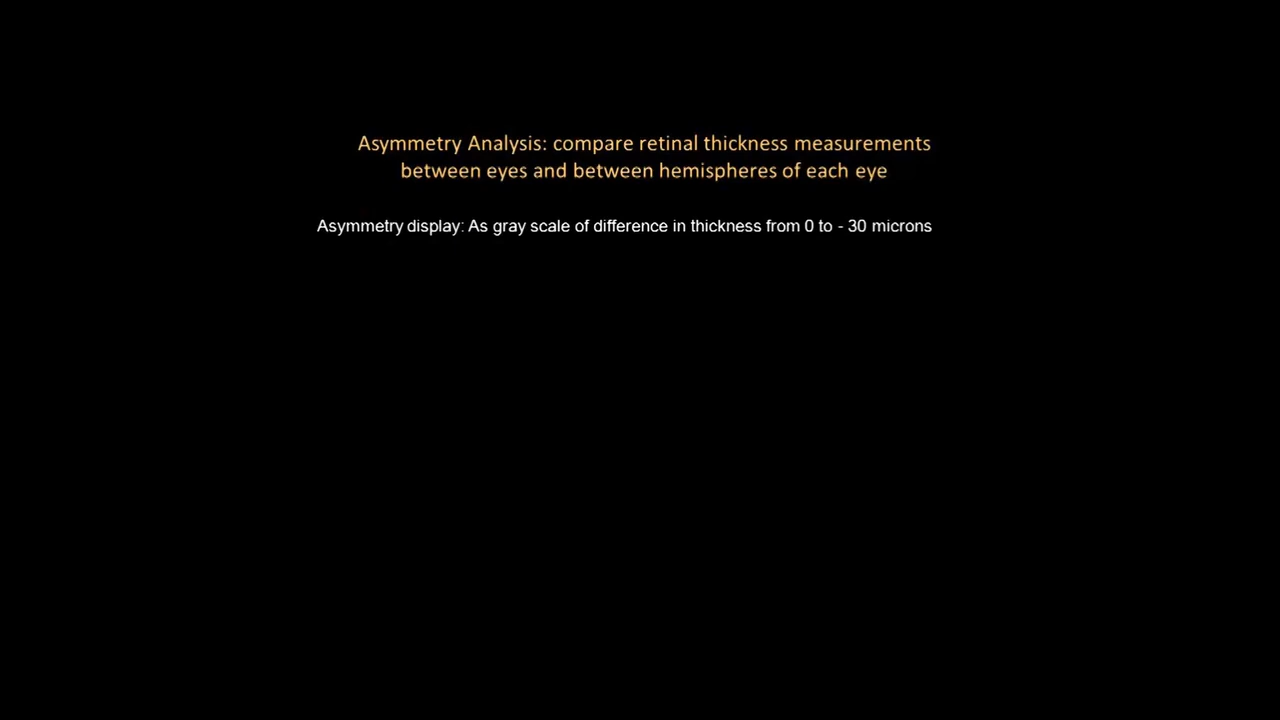 Asymmetry Analysis: compare retinal thickness measurements
between eyes and between hemispheres of each eye
Asymmetry display: As gray scale of difference in thickness from 0 to - 30 microns